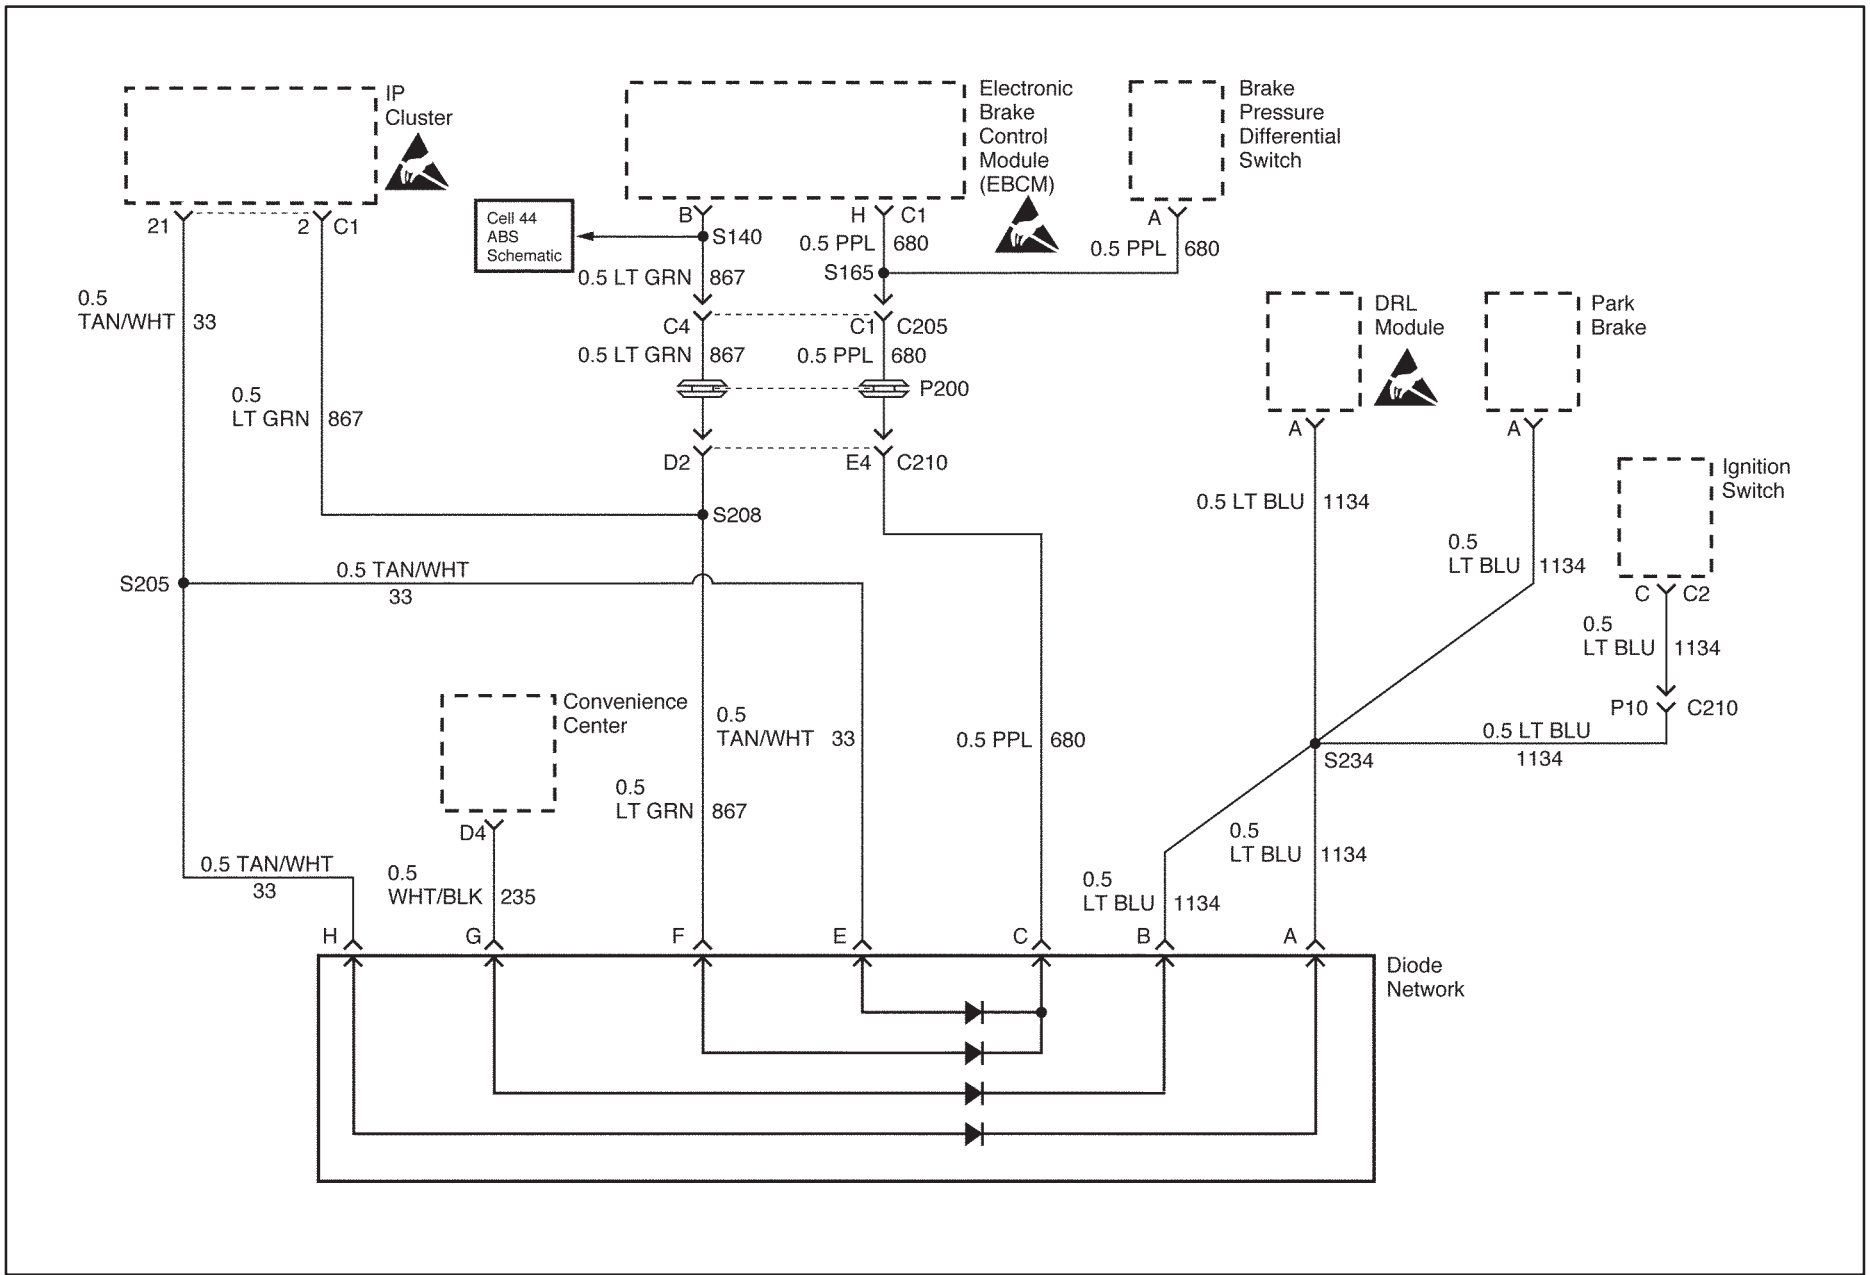 IP
Cluster
Electronic
Brake
Control
Module
(EBCM)
Brake
Pressure
Differential
Switch
21
2
C1
Cell 44
ABS
Schematic
B
S140
H
C1
0.5 PPL
680
A
0.5 PPL
680
0.5 LT GRN
867
S165
0.5
TAN/WHT
33
C4
C1
C205
DRL
Module
Park
Brake
0.5 LT GRN
867
0.5 PPL
680
P200
0.5
LT GRN
867
A
A
D2
E4
C210
Ignition
Switch
0.5 LT BLU
1134
S208
0.5
LT BLU
1134
S205
0.5 TAN/WHT
33
C
C2
0.5
LT BLU
1134
Convenience
Center
P10
C210
0.5
TAN/WHT
33
0.5 PPL
680
0.5 LT BLU
1134
S234
0.5
LT GRN
867
D4
0.5
LT BLU
1134
0.5 TAN/WHT
33
0.5
WHT/BLK
235
0.5
LT BLU
1134
H
G
F
E
C
B
A
Diode
Network